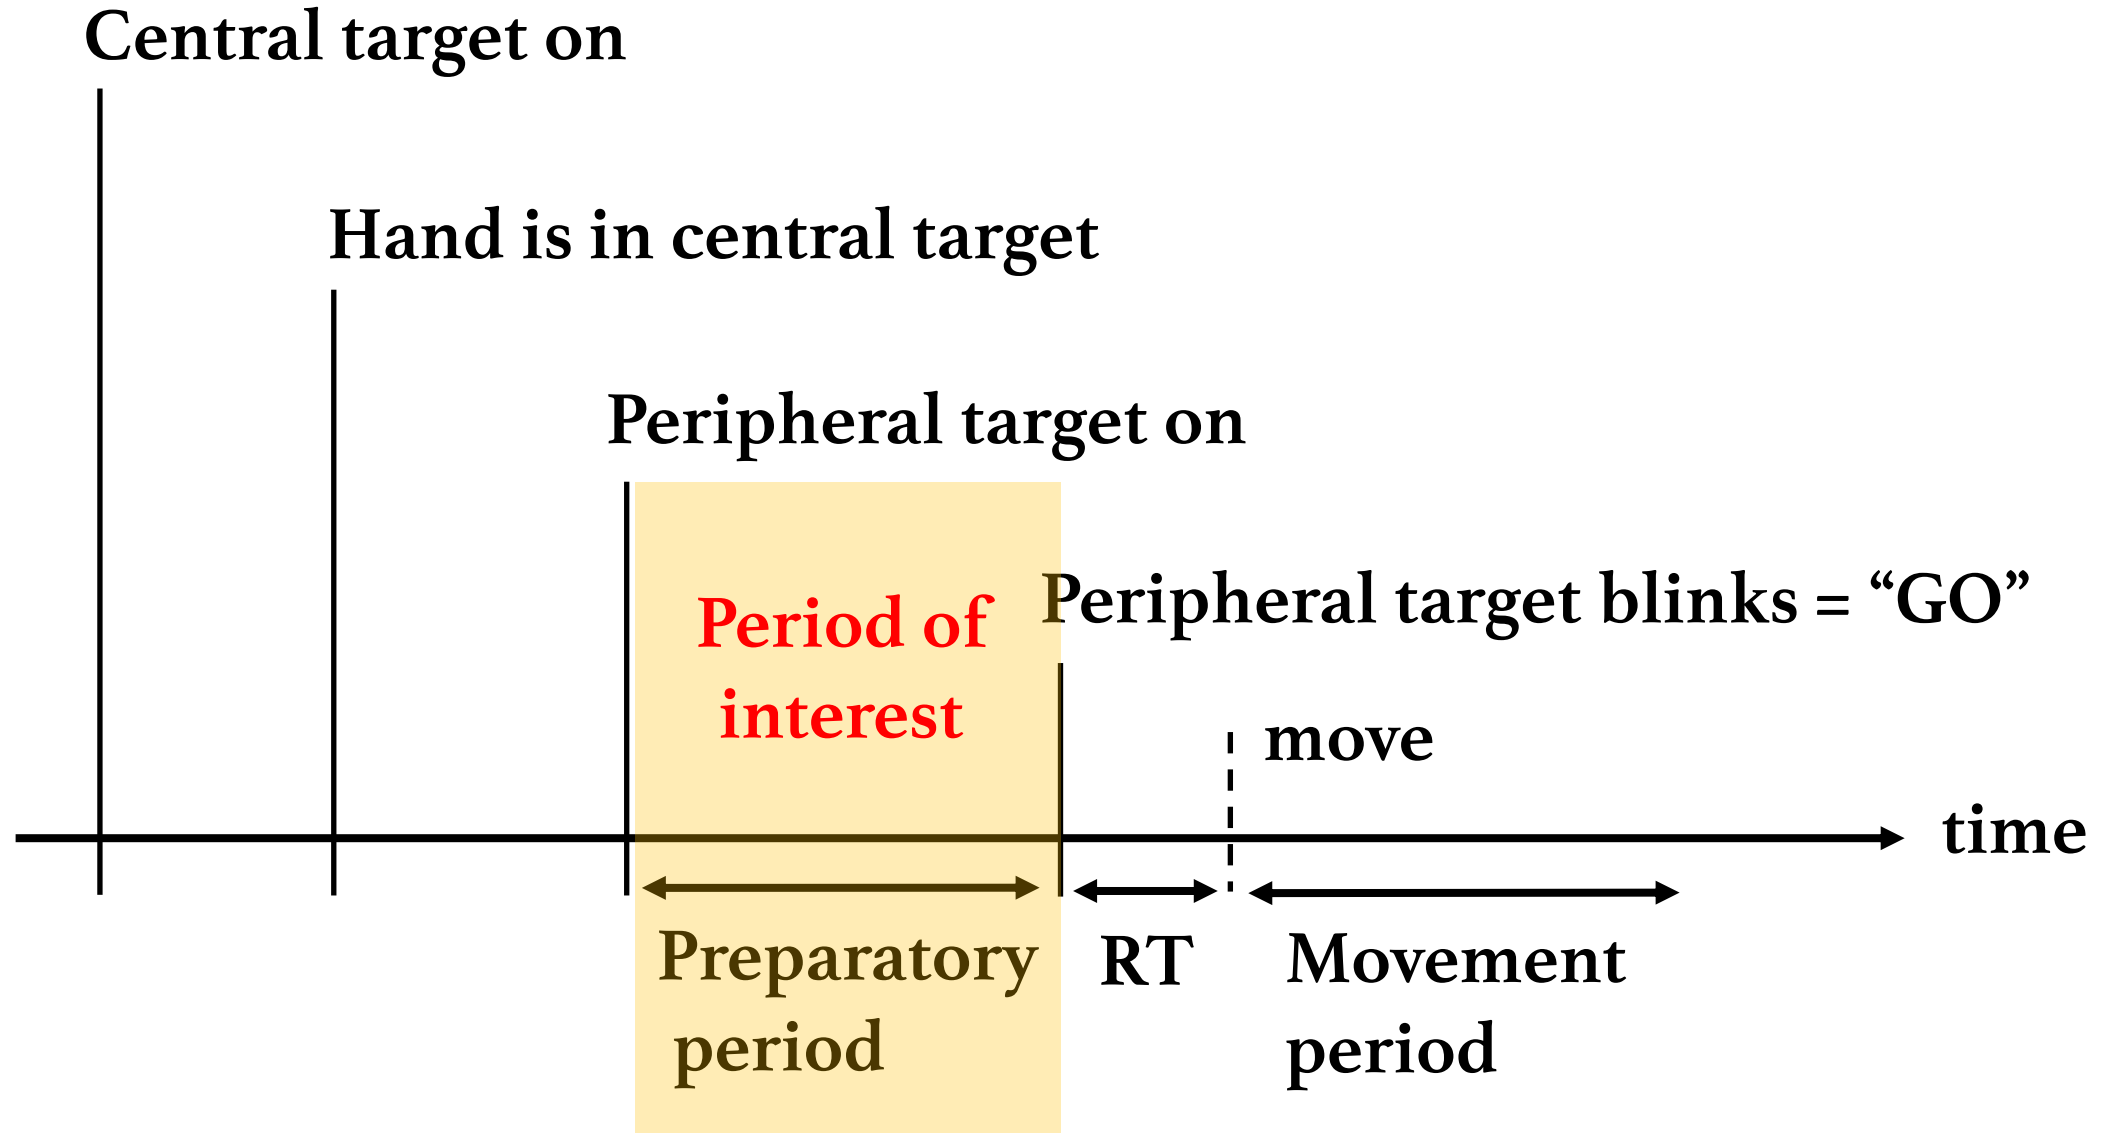 Central target on
Hand is in central target
Peripheral target on
Peripheral target blinks = “GO”
Period of
interest
move
time
Preparatory
period
RT
Movement
period